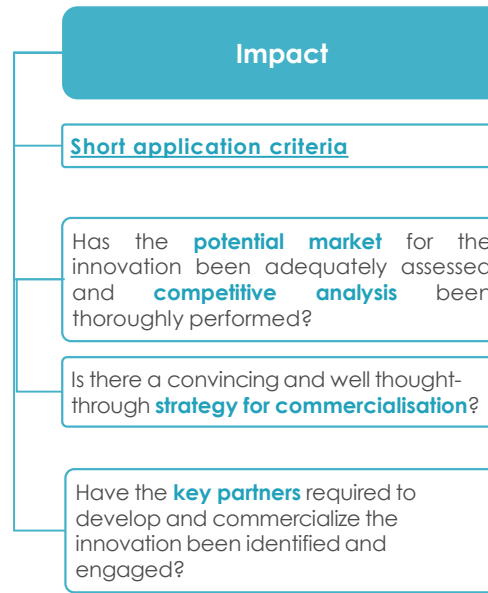 Impact
Short application criteria
Has the potential market for the
innovation been adequately assessed
and competitive analysis been
thoroughly performed?
Is there a convincing and well thought-
through strategy for commercialisation?
Have the key partners required to
develop and commercialize the
innovation been identified and
engaged?